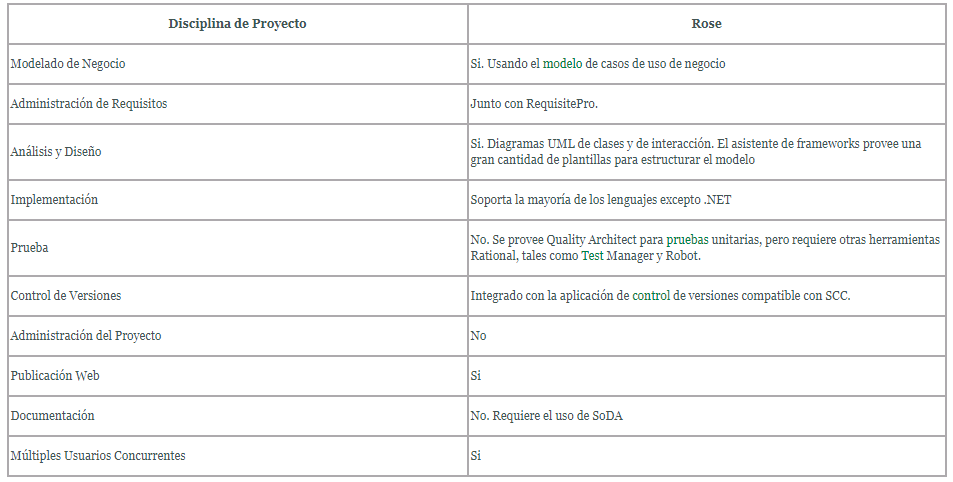 Disciplina de Proyecto
Rose
Modelado de Negocio
Si. Usando el modelo de casos de uso de negocio
Administración de Requisitos
Junto con RequisitePro.
Análisis y Diseño
Si. Diagramas UML de clases y de interacción. El asistente de frameworks provee una
gran cantidad de plantillas para estructurar el modelo
Implementación
Soporta la mayoría de los lenguajes excepto .NET
Prueba
No. Se provee Quality Architect para pruebas unitarias, pero requiere otras herramientas
Rational, tales como Test Manager y Robot.
Control de Versiones
Integrado con la aplicación de control de versiones compatible con SCC.
Administración del Proyecto
No
Publicación Web
Si
Documentación
No. Requiere el uso de SoDA
Múltiples Usuarios Concurrentes
Si